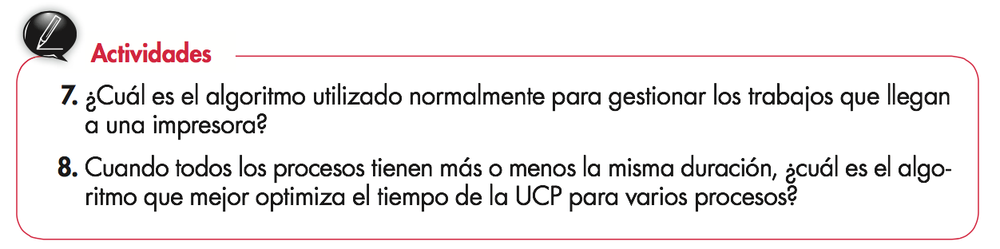 Actividades
7. ¿Cuál es el algoritmo utilizado normalmente para gestionar los trabajos que llegan
a una impresora?
8. Cuando todos los procesos tienen más o menos la misma duración, ¿cuál es el algo-
ritmo que mejor optimiza el tiempo de la UCP para varios procesos?